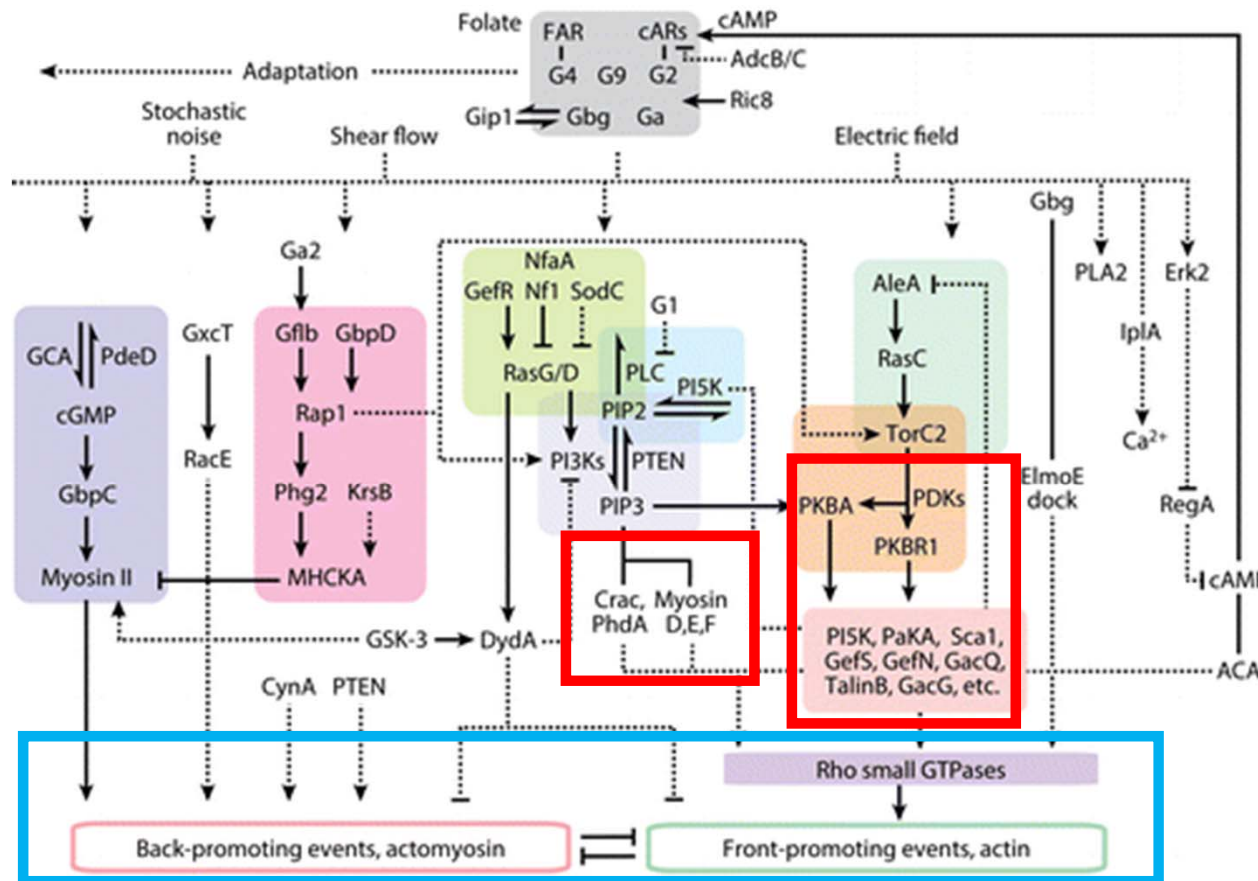 Folate
FAR
cARs
cAMP
G4
G9
G2
AdcB/C
Adaptation
Gip1
Gbg
Ga
Ric8
Stochastic
noise
Shear flow
Electric field
Ga2
NfaA
Gbg
GefR
Nf1
SodC
G1
AleA
PLA2
Erk2
GCA
PdeD
GxcT
Gflb
GbpD
RasG/D
PLC
PI5K
RasC
IplA
cGMP
Rap1
PIP2
TorC2
Ca2+
GbpC
RacE
Phg2
KrsB
PI3Ks
PTEN
PIP3
PKBA
PDKs
ElmoE
dock
RegA
PKBR1
Myosin II
MHCKA
Crac,
PhdA
Myosin
D,E,F
cAMP
GSK-3
DydA
PI5K, PaKA, Sca1,
GefS, GefN, GacQ,
TalinB, GacG, etc.
ACA
CynA
PTEN
Rho small GTPases
Back-promoting events, actomyosin
Front-promoting events, actin